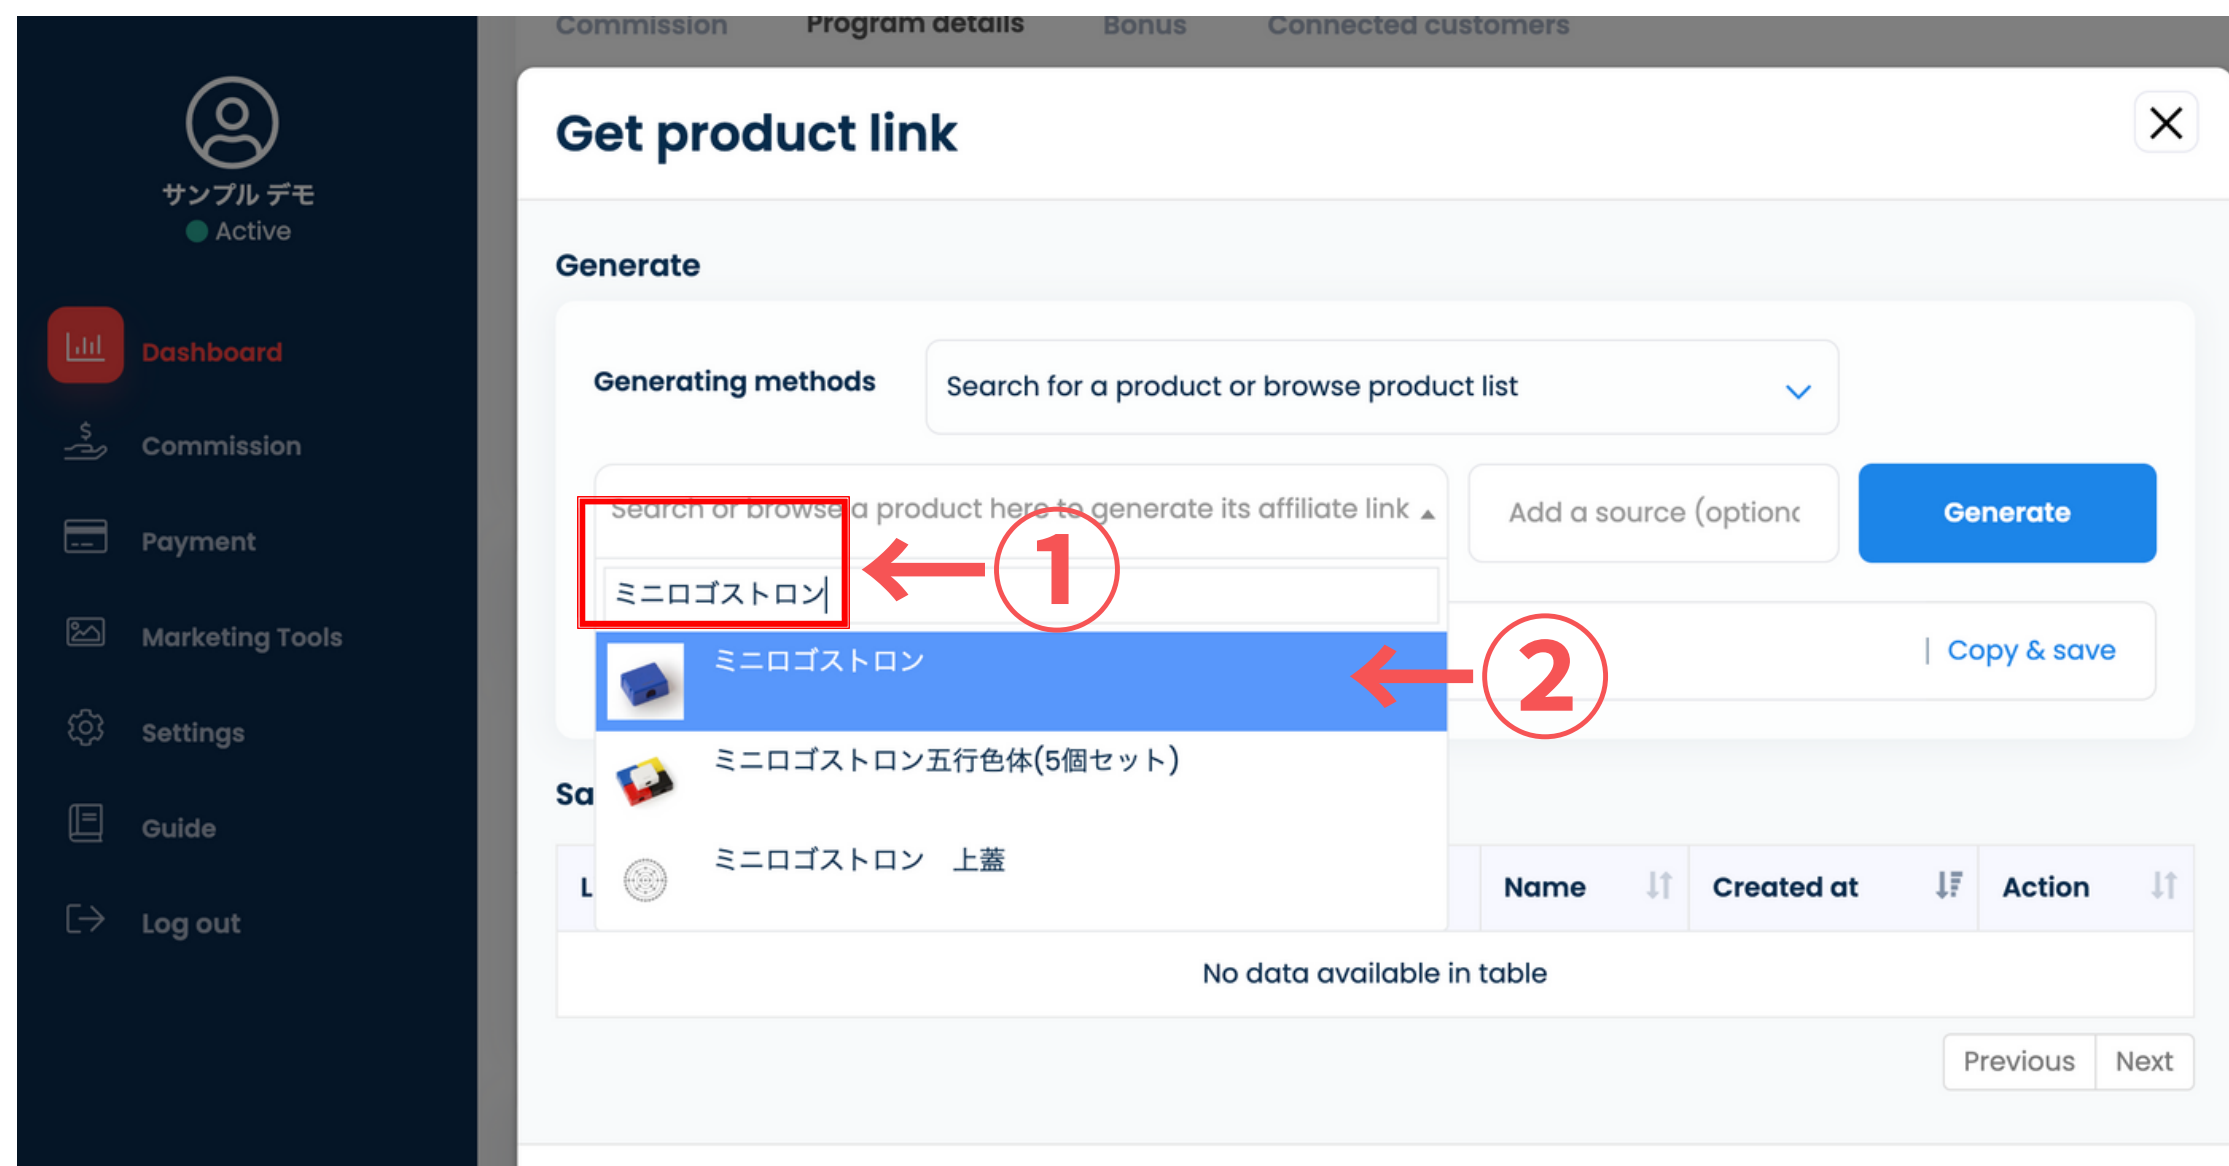 Commission
Program details
Bonus
Connected customers
サンプル デモ
Active
Dashboard
Commission
Payment
Marketing Tools
Settings
Guide
Log out
Get product link
Generate
Generating methods
Search for a product or browse product list
Search or browse a product here to generate its affiliate link
Add a source (optiona
Generate
ミニロゴストロン
①
ミニロゴストロン
②
| Copy & save
ミニロゴストロン五行色体(5個セット)
Sa
ミニロゴストロン 上蓋
L
Name
Created at
Action
No data available in table
Previous
Next